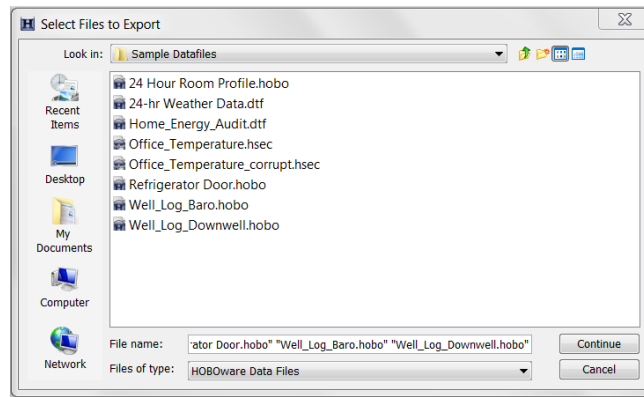 Select Files to Export
Look in: Sample Datafiles
Recent Items
Desktop
My Documents
Computer
Network
24 Hour Room Profile.hobo
24-hr Weather Data.dtf
Home_Energy_Audit.dtf
Office_Temperature.hsec
Office_Temperature_corrupt.hsec
Refrigerator Door.hobo
Well_Log_Baro.hobo
Well_Log_Downwell.hobo
File name: ator Door.hobo" "Well_Log_Baro.hobo" "Well_Log_Downwell.hobo" Continue
Files of type: HOBOware Data Files Cancel